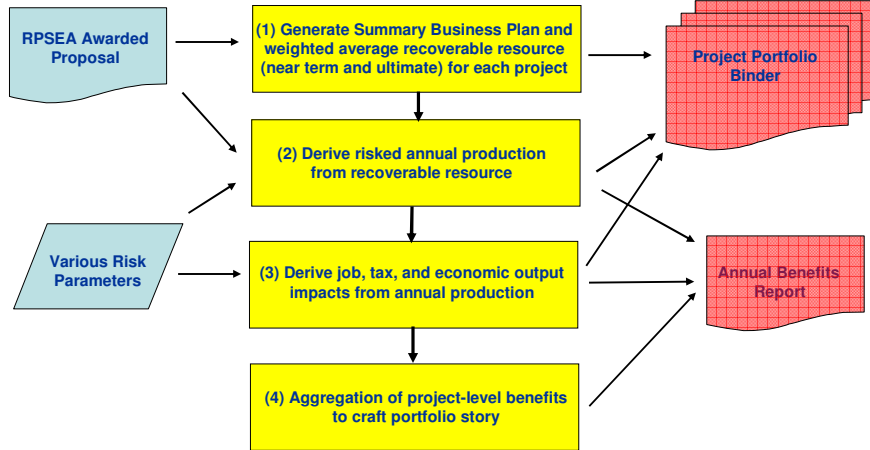 RPSEA Awarded
Proposal
(1) Generate Summary Business Plan and
weighted average recoverable resource
(near term and ultimate) for each project
Project Portfolio
Binder
(2) Derive risked annual production
from recoverable resource
Various Risk
Parameters
(3) Derive job, tax, and economic output
impacts from annual production
Annual Benefits
Report
(4) Aggregation of project-level benefits
to craft portfolio story